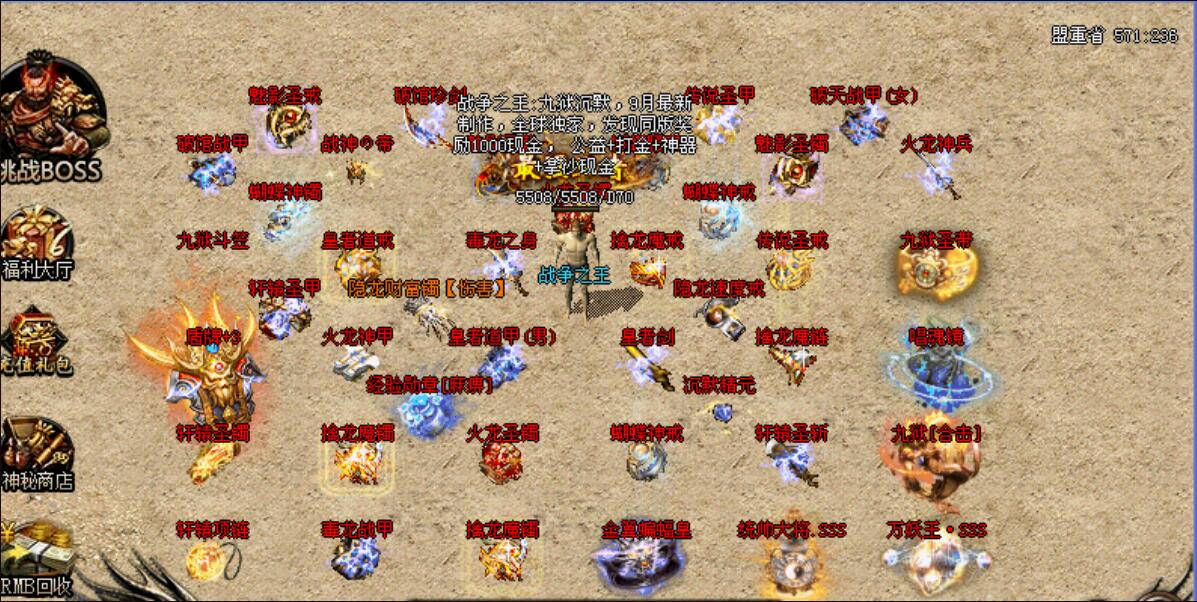 盟重省 571:236
魅影圣戒
破馆珍剑
传说圣甲
破天战甲(女)
战争之王:九狱沉默，9月最新
制作，全球独家，发现同版奖
励1000现金， 公益+打金+神器
+拿沙现金
5508/5508/D70
破馆战甲
战神の帝
魅影圣镯
火龙神兵
挑战BOSS
蝴蝶神镯
蝴蝶神戒
九狱斗笠
皇者道戒
毒龙之身
擒龙魔戒
传说圣戒
九狱圣带
福利大厅
战争之王
轩辕圣甲
隐龙财富镯【伤害】
隐龙速度戒
盾牌+3
火龙神甲
皇者道甲(男)
皇者剑
擒龙魔链
唱魂镜
充值礼包
经验勋章[麻痹]
沉默精元
轩辕圣镯
擒龙魔镯
火龙圣镯
蝴蝶神戒
轩辕圣斩
九狱[合击]
神秘商店
轩辕项链
毒龙战甲
擒龙魔镯
金翼蝙蝠皇
统帅大将.SSS
万妖王·SSS
RMB回收